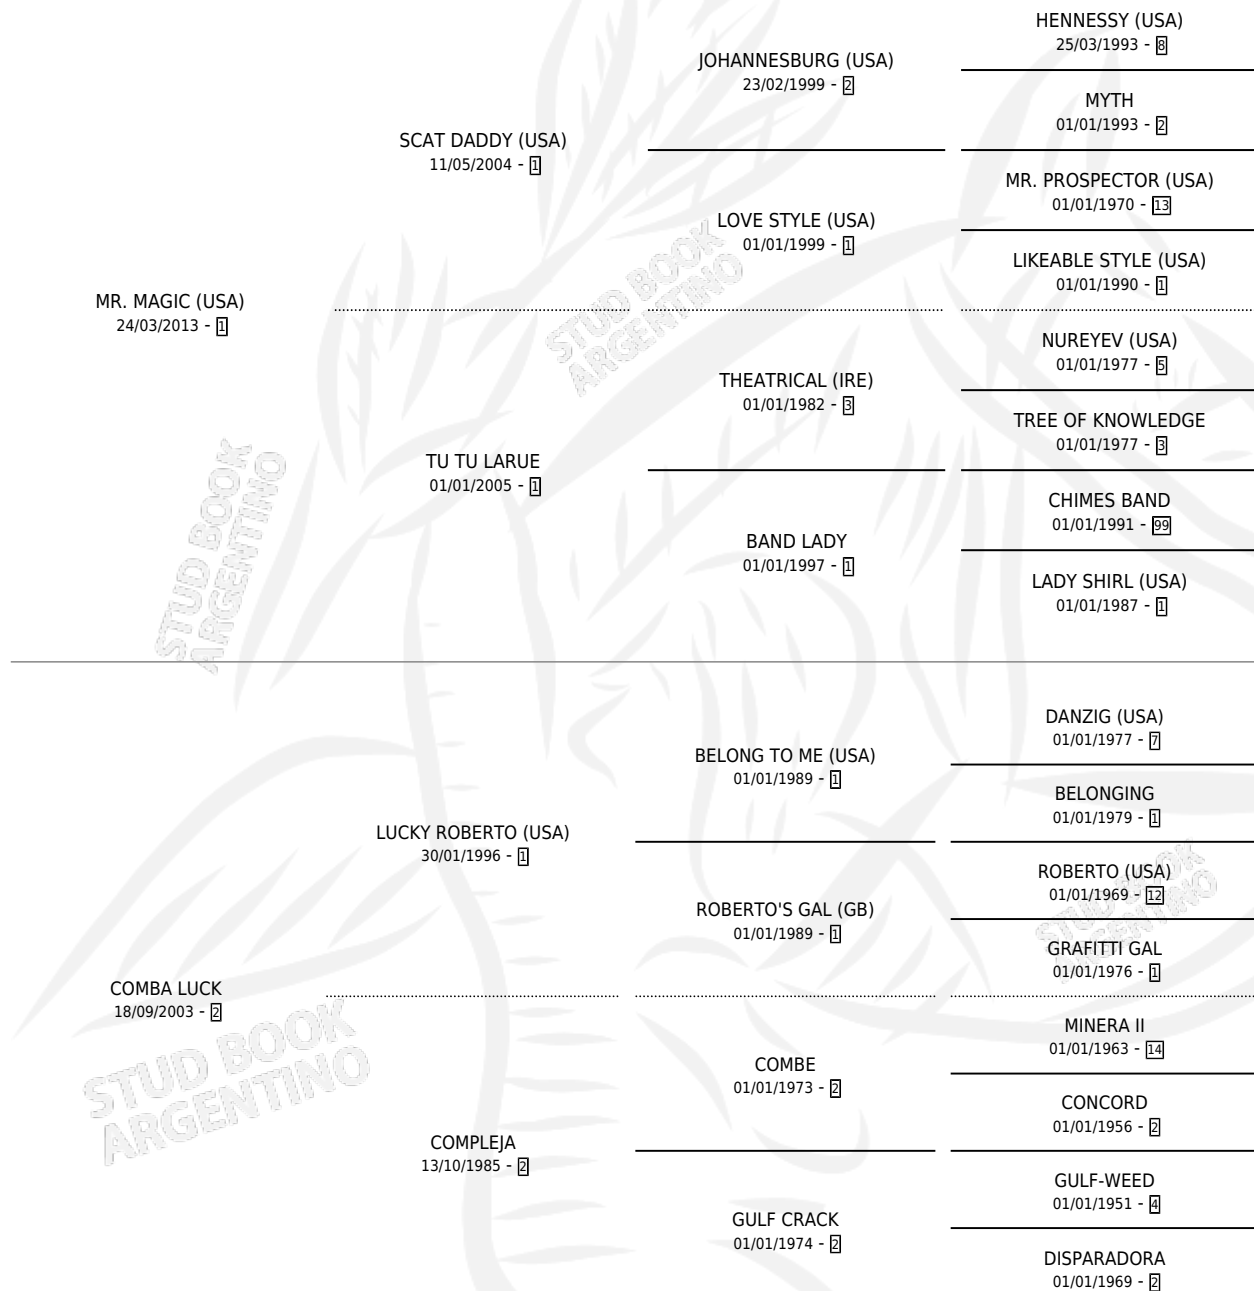 HENNESSY (USA)
25/03/1993 - 8
JOHANNESBURG (USA)
23/02/1999 - 2
MYTH
01/01/1993 - 2
SCAT DADDY (USA)
11/05/2004 - 1
MR. PROSPECTOR (USA)
01/01/1970 - 13
LOVE STYLE (USA)
01/01/1999 - 1
LIKEABLE STYLE (USA)
01/01/1990 - 1
MR. MAGIC (USA)
24/03/2013 - 1
NUREYEV (USA)
01/01/1977 - 5
THEATRICAL (IRE)
01/01/1982 - 3
TREE OF KNOWLEDGE
01/01/1977 - 3
TU TU LARUE
01/01/2005 - 1
CHIMES BAND
01/01/1991 - 99
BAND LADY
01/01/1997 - 1
LADY SHIRL (USA)
01/01/1987 - 1
DANZIG (USA)
01/01/1977 - 7
BELONG TO ME (USA)
01/01/1989 - 1
BELONGING
01/01/1979 - 1
LUCKY ROBERTO (USA)
30/01/1996 - 1
ROBERTO (USA)
01/01/1969 - 12
ROBERTO'S GAL (GB)
01/01/1989 - 1
GRAFITTI GAL
01/01/1976 - 1
COMBA LUCK
18/09/2003 - 2
MINERA II
01/01/1963 - 14
COMBE
01/01/1973 - 2
CONCORD
01/01/1956 - 2
COMPLEJA
13/10/1985 - 2
GULF-WEED
01/01/1951 - 4
GULF CRACK
01/01/1974 - 2
DISPARADORA
01/01/1969 - 2
STUD BOOK
ARGENTINO
STUD BOOK
ARGENTINO
STUD BOOK
ARGENTINO
STUD BOOK
ARGENTINO